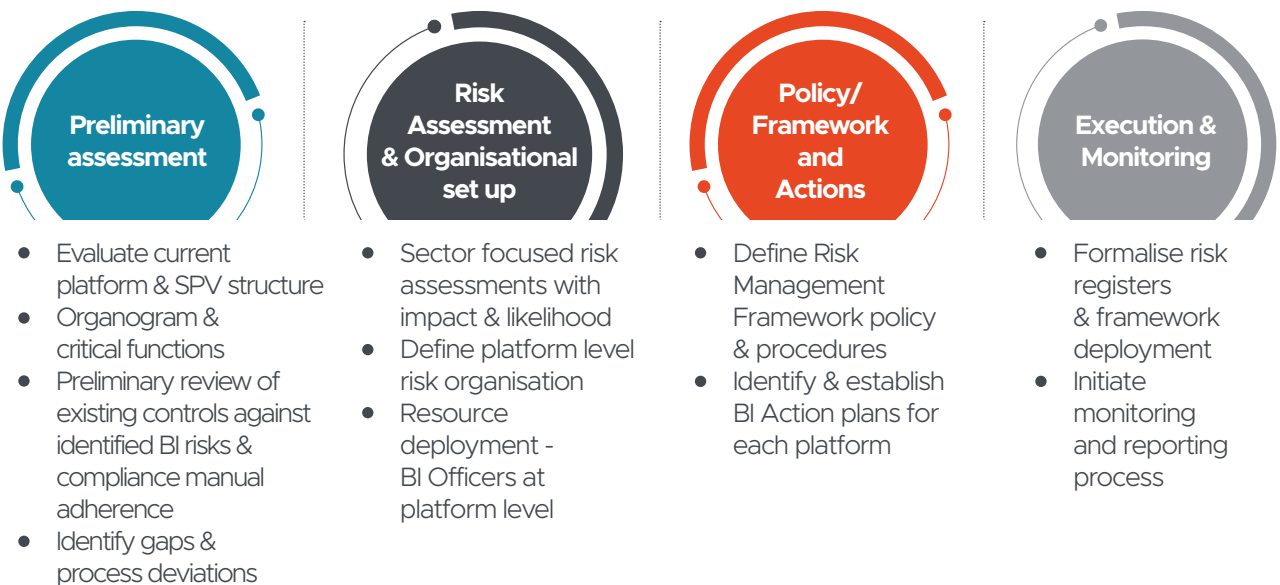 Preliminary
assessment
● Evaluate current
platform & SPV structure
● Organogram &
critical functions
● Preliminary review of
existing controls against
identified BI risks &
compliance manual
adherence
● Identify gaps &
process deviations
Risk
Assessment
& Organisational
set up
● Sector focused risk
assessments with
impact & likelihood
● Define platform level
risk organisation
● Resource
deployment -
BI Officers at
platform level
Policy/
Framework
and
Actions
● Define Risk
Management
Framework policy
& procedures
● Identify & establish
BI Action plans for
each platform
Execution &
Monitoring
● Formalise risk
registers
& framework
deployment
● Initiate
monitoring
and reporting
process